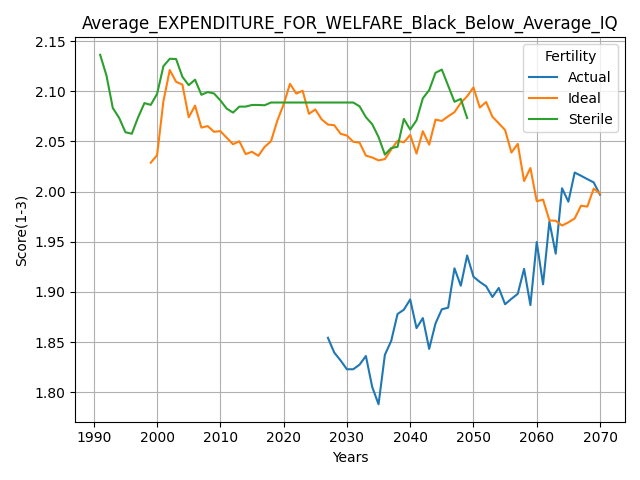 Average_EXPENDITURE_FOR_WELFARE_Black_Below_Average_IQ
2.15
2.10
2.05
2.00
1.95
1.90
1.85
1.80
Score(1-3)
Fertility
Actual
Ideal
Sterile
1990 2000 2010 2020 2030 2040 2050 2060 2070
Years